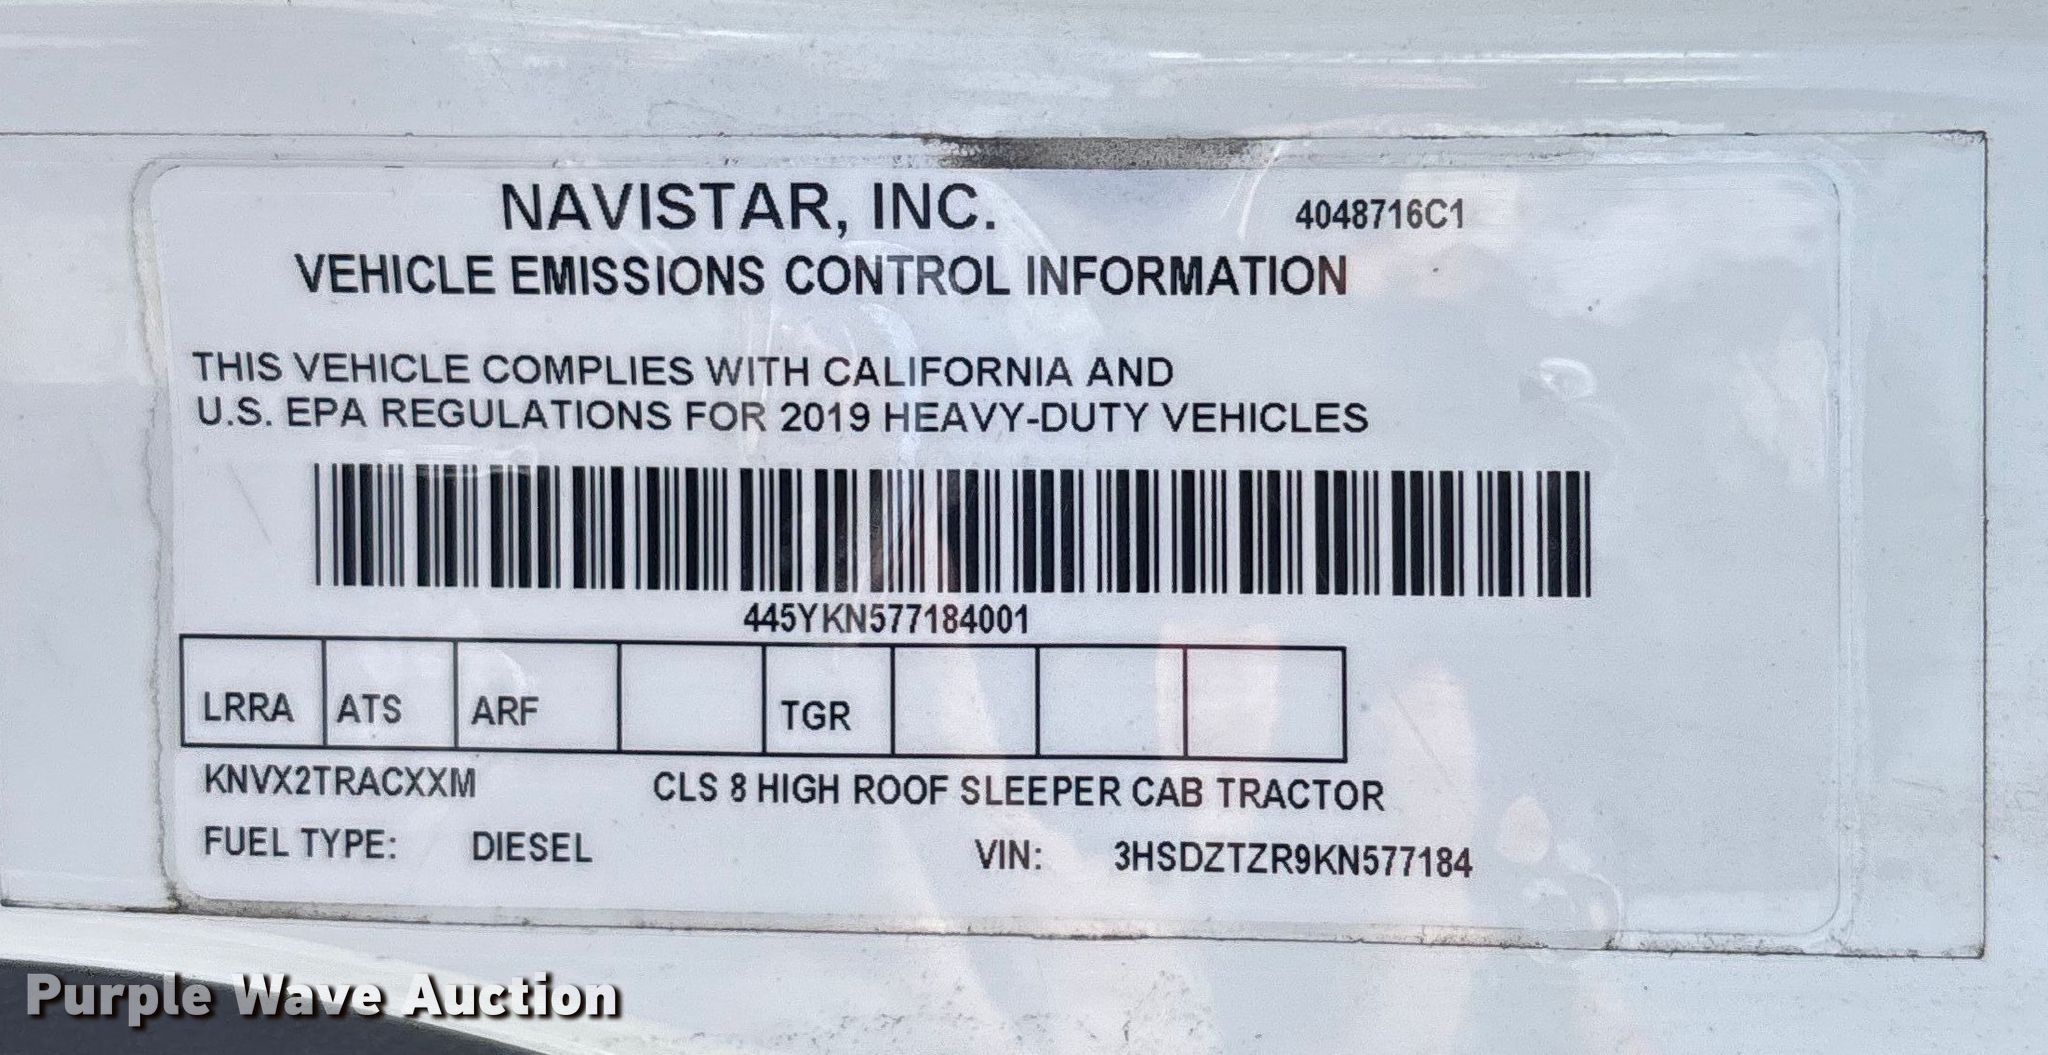 NAVISTAR, INC. 4048716C1
VEHICLE EMISSIONS CONTROL INFORMATION
THIS VEHICLE COMPLIES WITH CALIFORNIA AND
U.S. EPA REGULATIONS FOR 2019 HEAVY-DUTY VEHICLES
445YKN577184001
LRRA ATS ARF TGR
KNVX2TRACXXM CLS 8 HIGH ROOF SLEEPER CAB TRACTOR
FUEL TYPE: DIESEL VIN: 3HSDZTZR9KN577184
Purple Wave Auction